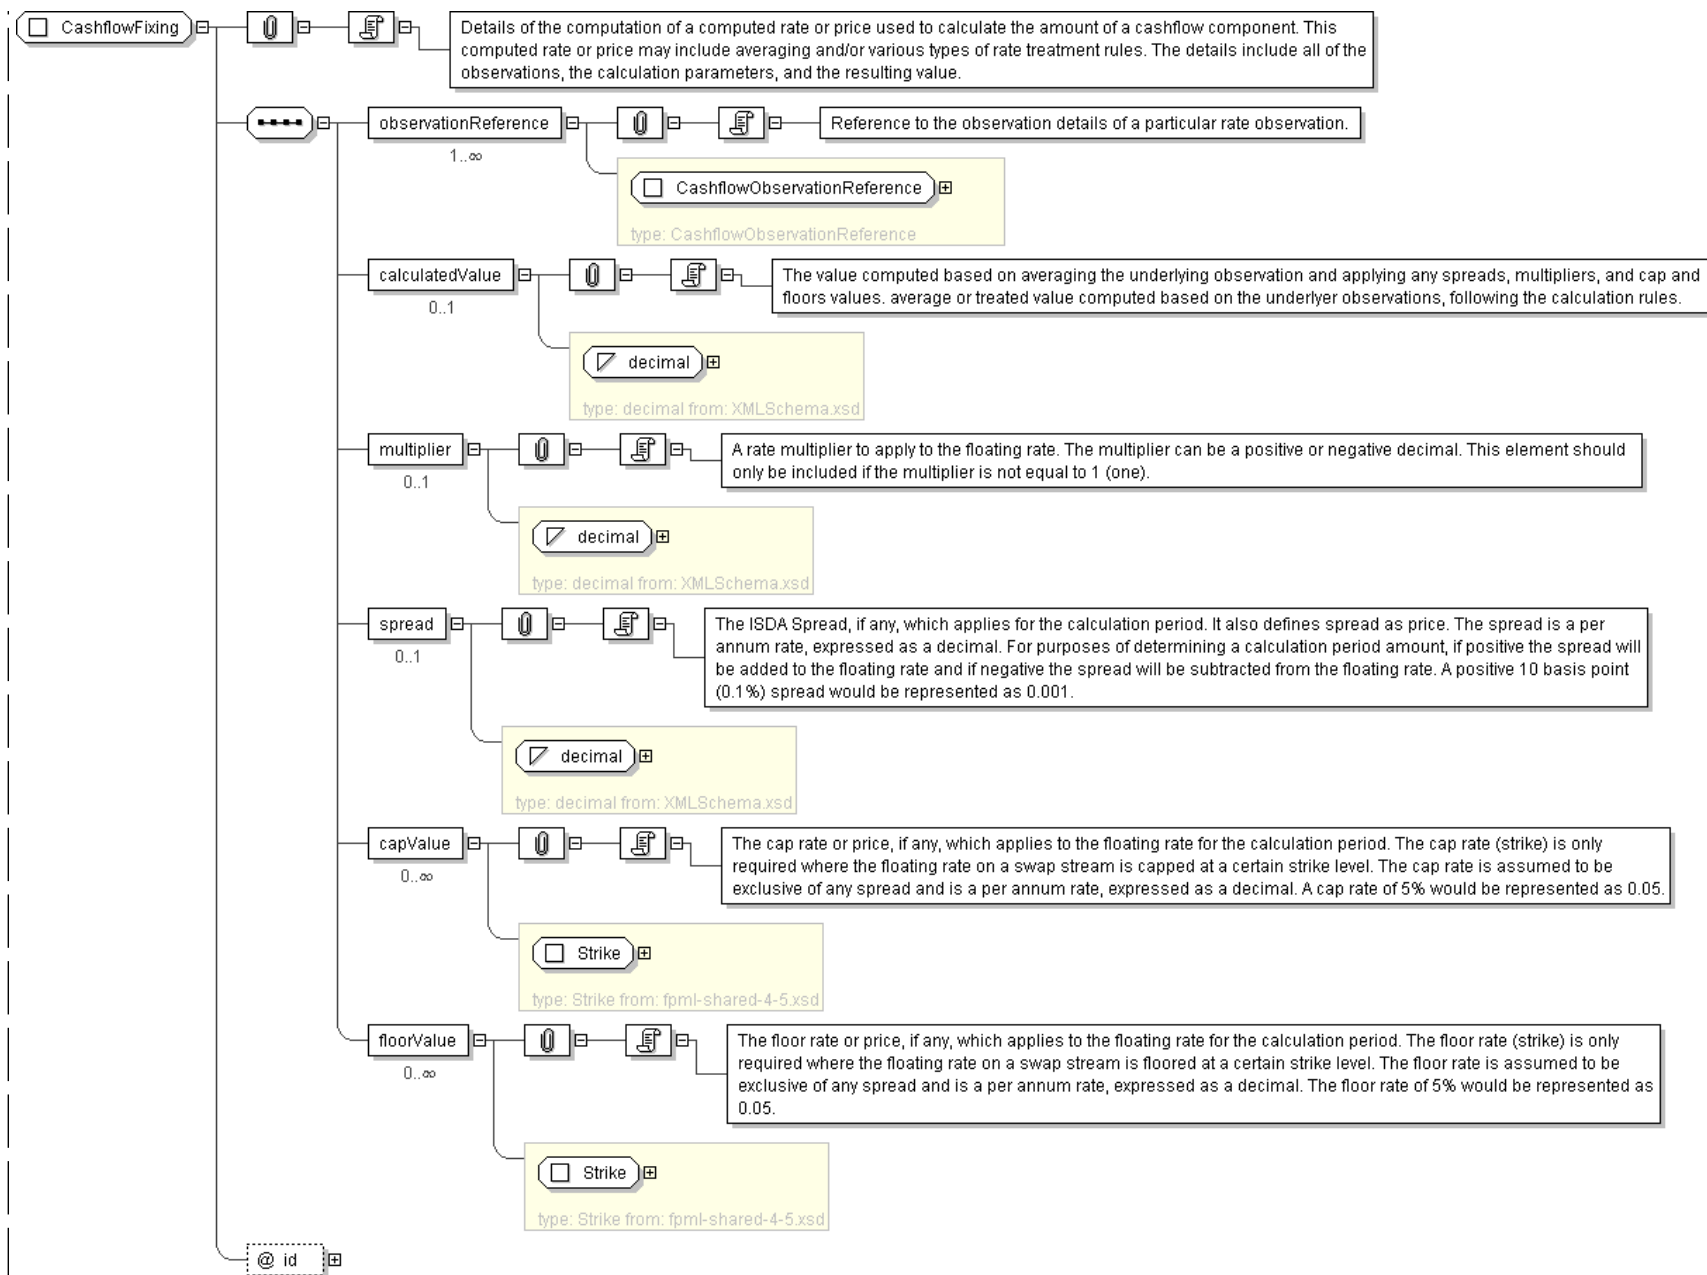 CashflowFixing
Details of the computation of a computed rate or price used to calculate the amount of a cashflow component. This
computed rate or price may include averaging and/or various types of rate treatment rules. The details include all of the
observations, the calculation parameters, and the resulting value.
observationReference
1..∞
Reference to the observation details of a particular rate observation.
CashflowObservationReference
type: CashflowObservationReference
calculatedValue
0..1
The value computed based on averaging the underlying observation and applying any spreads, multipliers, and cap and
floors values. average or treated value computed based on the underlyer observations, following the calculation rules.
decimal
type: decimal from: XMLSchema.xsd
multiplier
0..1
A rate multiplier to apply to the floating rate. The multiplier can be a positive or negative decimal. This element should
only be included if the multiplier is not equal to 1 (one).
decimal
type: decimal from: XMLSchema.xsd
spread
0..1
The ISDA Spread, if any, which applies for the calculation period. It also defines spread as price. The spread is a per
annum rate, expressed as a decimal. For purposes of determining a calculation period amount, if positive the spread will
be added to the floating rate and if negative the spread will be subtracted from the floating rate. A positive 10 basis point
(0.1%) spread would be represented as 0.001.
decimal
type: decimal from: XMLSchema.xsd
capValue
0..∞
The cap rate or price, if any, which applies to the floating rate for the calculation period. The cap rate (strike) is only
required where the floating rate on a swap stream is capped at a certain strike level. The cap rate is assumed to be
exclusive of any spread and is a per annum rate, expressed as a decimal. A cap rate of 5% would be represented as 0.05.
Strike
type: Strike from: fpml-shared-4-5.xsd
floorValue
0..∞
The floor rate or price, if any, which applies to the floating rate for the calculation period. The floor rate (strike) is only
required where the floating rate on a swap stream is floored at a certain strike level. The floor rate is assumed to be
exclusive of any spread and is a per annum rate, expressed as a decimal. The floor rate of 5% would be represented as
0.05.
Strike
type: Strike from: fpml-shared-4-5.xsd
@ id